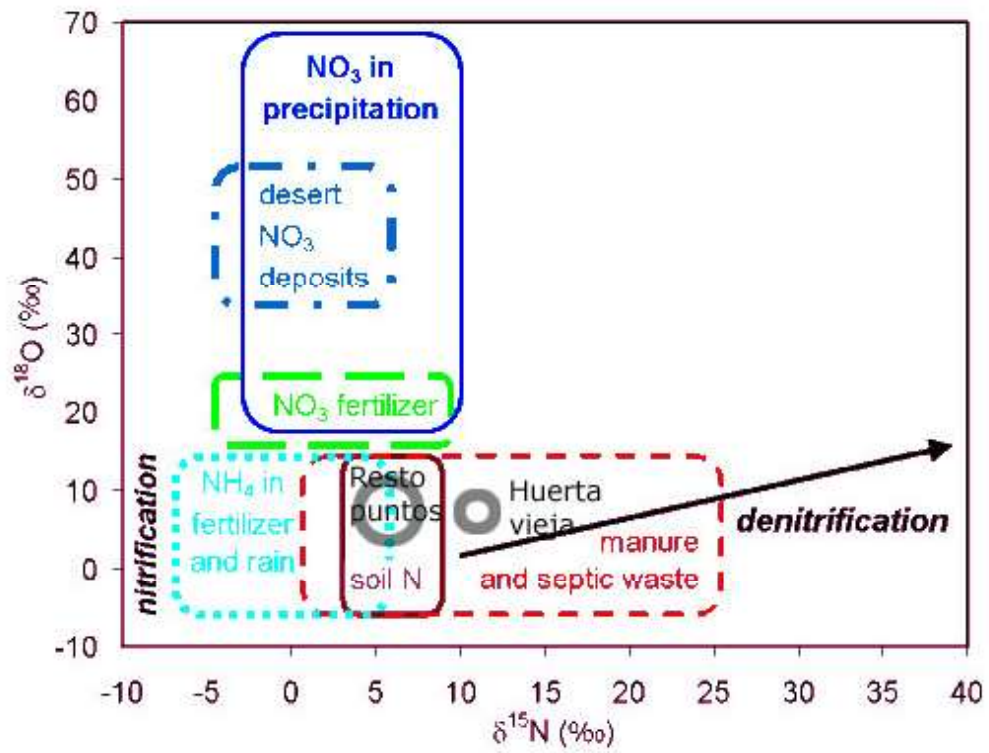 70
60
50
40
30
20
10
0
-10
δ¹⁸O (‰)
NO₃ in
precipitation
desert
NO₃
deposits
NO₃ fertilizer
nitrification
NH₄ in
fertilizer
and rain
Resto
puntos
soil N
Huerta
vieja
manure
and septic waste
denitrification
-10 -5 0 5 10 15 20 25 30 35 40
δ¹⁵N (‰)